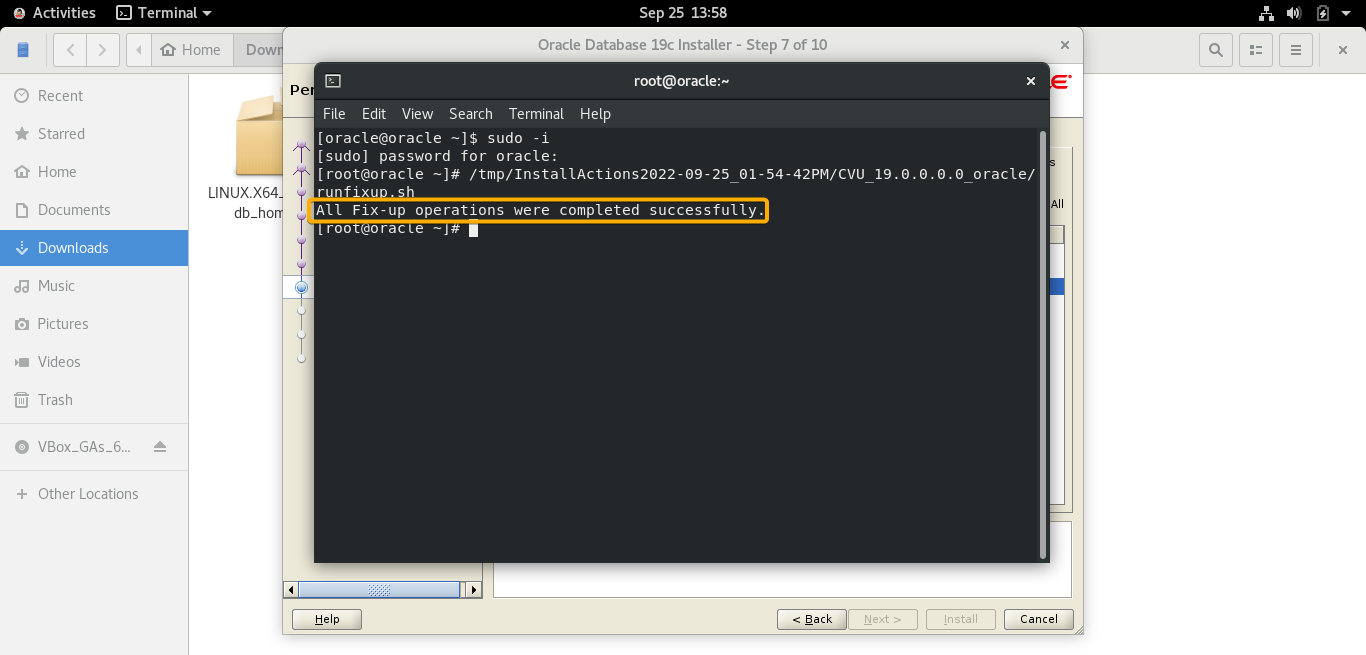 Activities
Terminal
Sep 25 13:58
Home
Down
Oracle Database 19c Installer - Step 7 of 10
Recent
Starred
Home
Documents
Downloads
Music
Pictures
Videos
Trash
VBox_GAs_6...
Other Locations
LINUX.X64_
db_hom
Per
root@oracle:~
File Edit View Search Terminal Help
[oracle@oracle ~]$ sudo -i
[sudo] password for oracle:
[root@oracle ~]# /tmp/InstallActions2022-09-25_01-54-42PM/CVU_19.0.0.0.0_oracle/
runfixup.sh
All Fix-up operations were completed successfully.
[root@oracle ~]#
s
All
Help
< Back
Next >
Install
Cancel